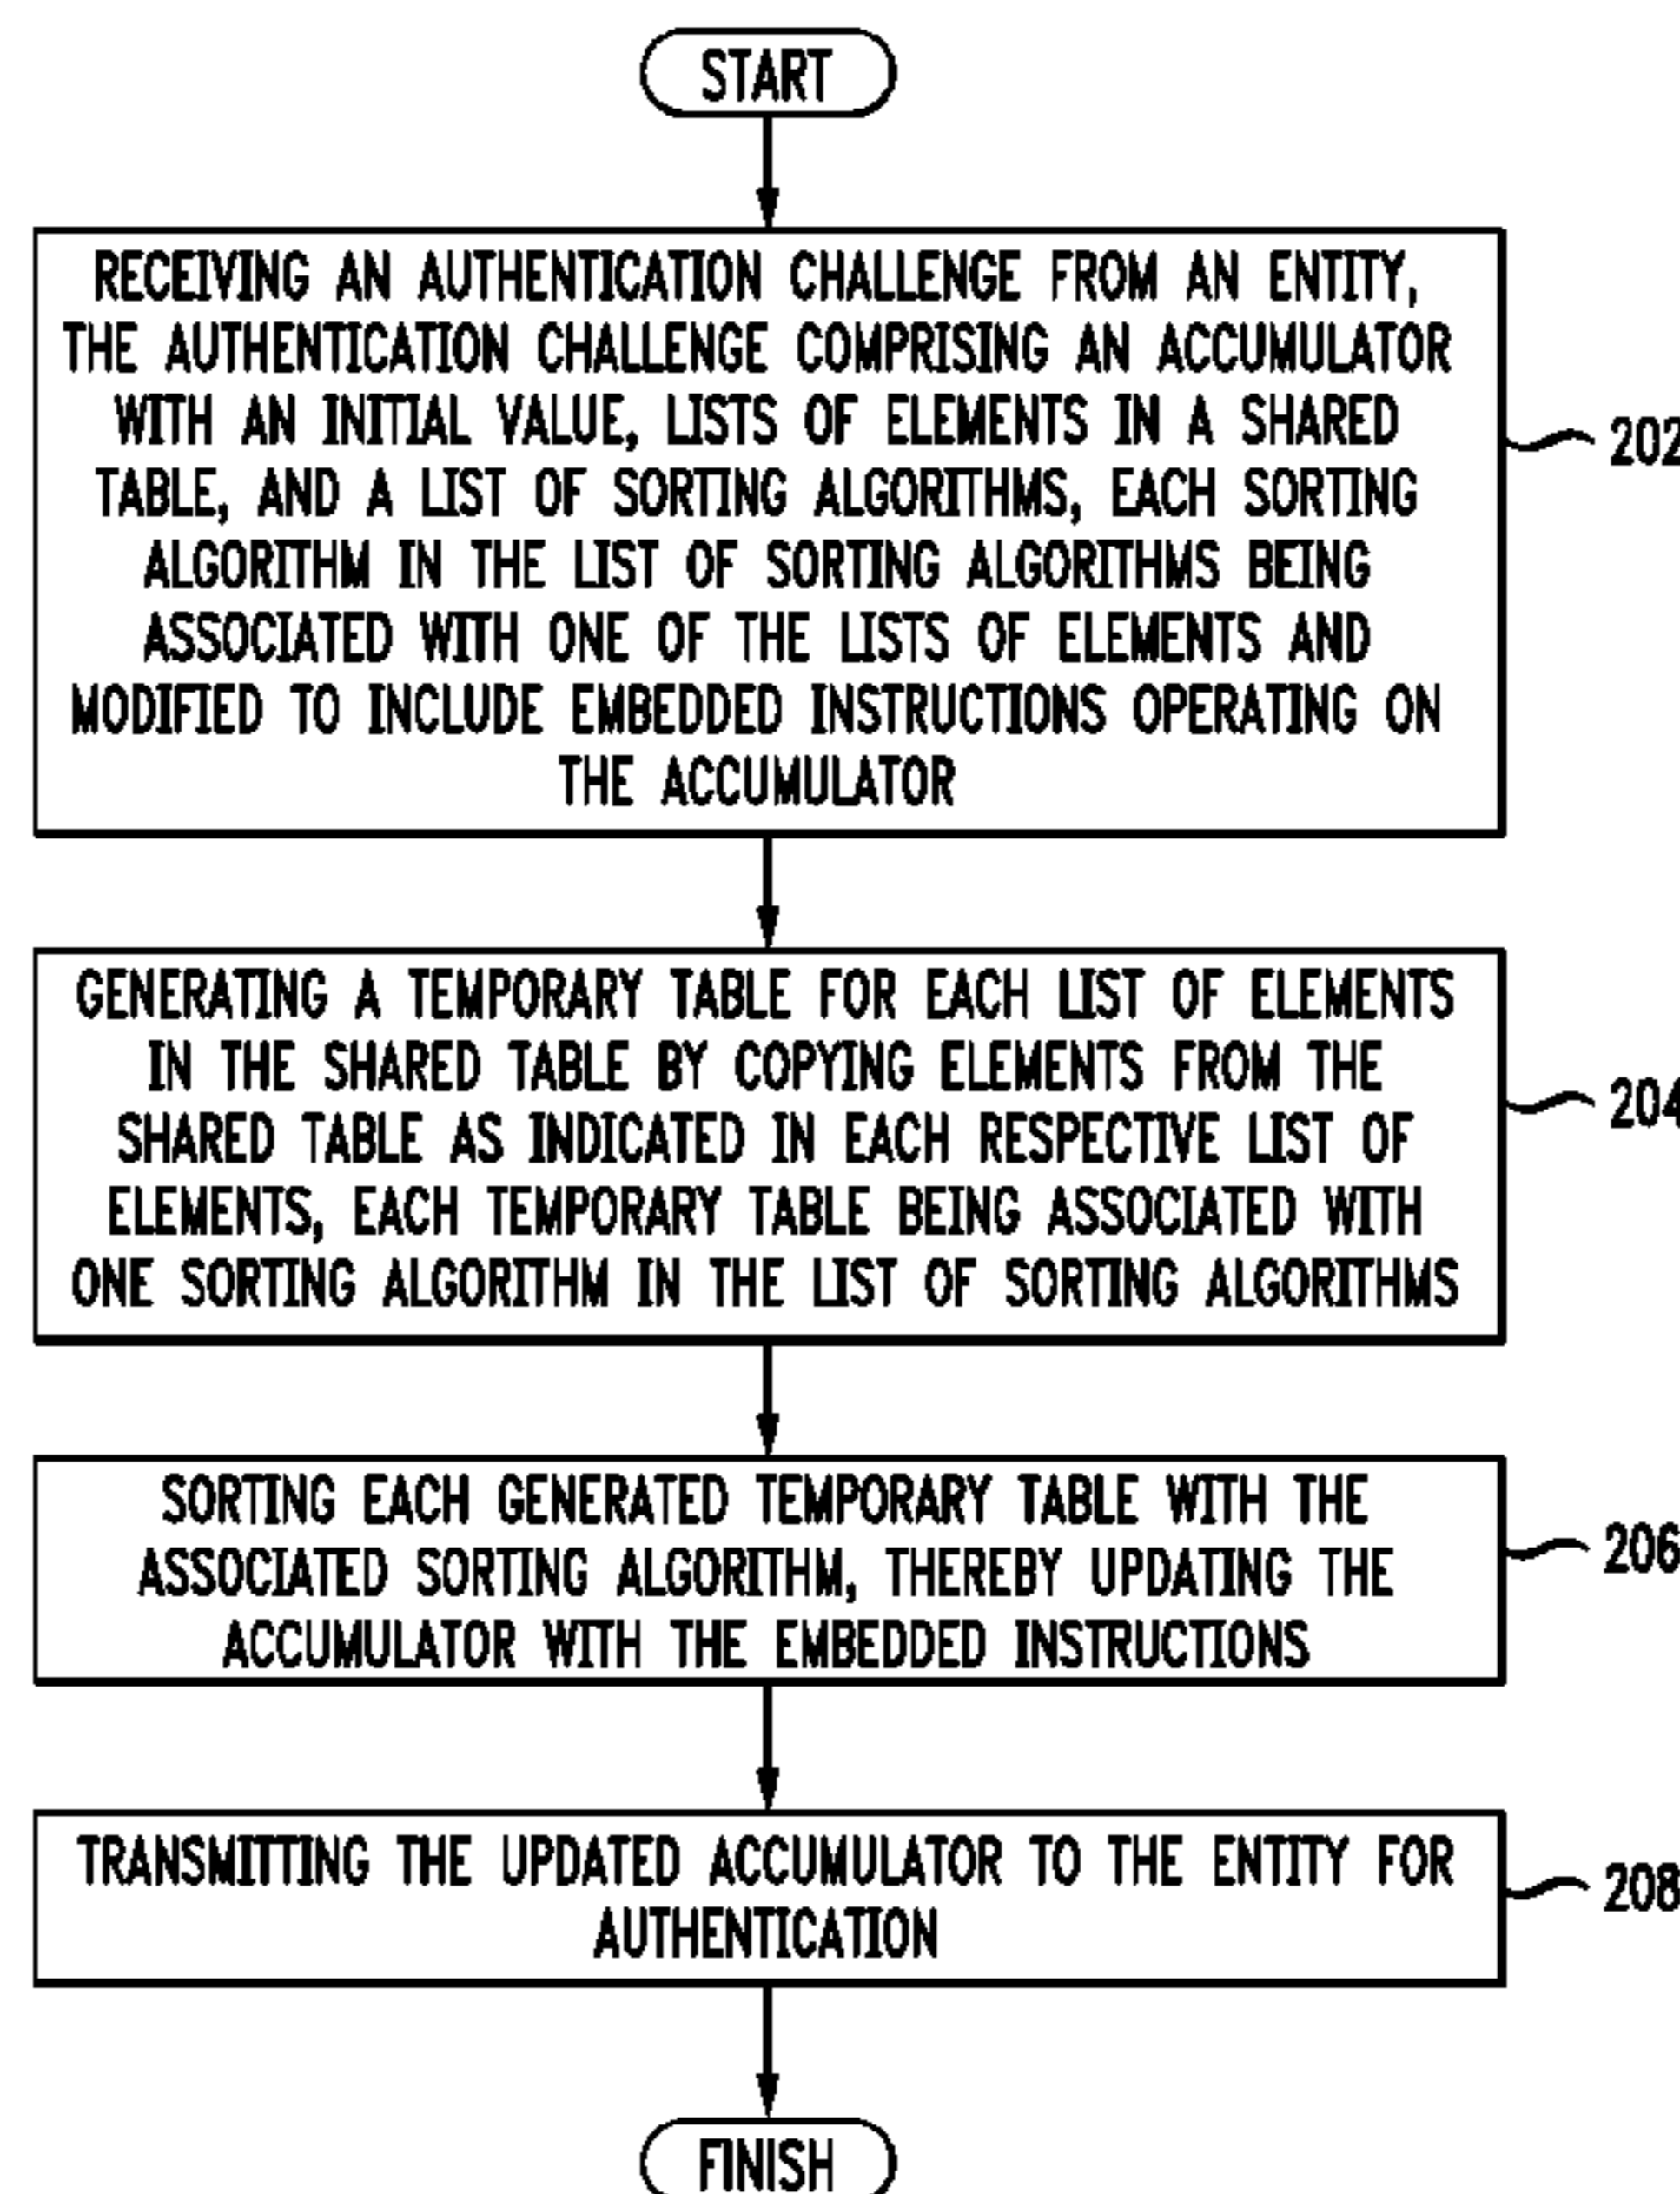 START
RECEIVING AN AUTHENTICATION CHALLENGE FROM AN ENTITY,
THE AUTHENTICATION CHALLENGE COMPRISING AN ACCUMULATOR
WITH AN INITIAL VALUE, LISTS OF ELEMENTS IN A SHARED
TABLE, AND A LIST OF SORTING ALGORITHMS, EACH SORTING
ALGORITHM IN THE LIST OF SORTING ALGORITHMS BEING
ASSOCIATED WITH ONE OF THE LISTS OF ELEMENTS AND
MODIFIED TO INCLUDE EMBEDDED INSTRUCTIONS OPERATING ON
THE ACCUMULATOR
202
GENERATING A TEMPORARY TABLE FOR EACH LIST OF ELEMENTS
IN THE SHARED TABLE BY COPYING ELEMENTS FROM THE
SHARED TABLE AS INDICATED IN EACH RESPECTIVE LIST OF
ELEMENTS, EACH TEMPORARY TABLE BEING ASSOCIATED WITH
ONE SORTING ALGORITHM IN THE LIST OF SORTING ALGORITHMS
204
SORTING EACH GENERATED TEMPORARY TABLE WITH THE
ASSOCIATED SORTING ALGORITHM, THEREBY UPDATING THE
ACCUMULATOR WITH THE EMBEDDED INSTRUCTIONS
206
TRANSMITTING THE UPDATED ACCUMULATOR TO THE ENTITY FOR
AUTHENTICATION
208
FINISH